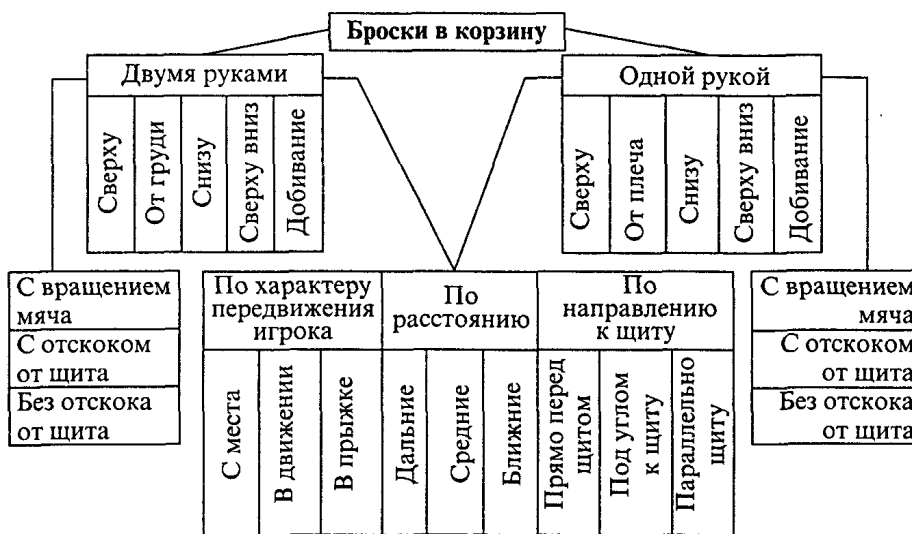 Броски в корзину
Двумя руками
Одной рукой
Сверху
От груди
Снизу
Сверху вниз
Добивание
Сверху
От плеча
Снизу
Сверху вниз
Добивание
С вращением
мяча
С отскоком
от щита
Без отскока
от щита
По характеру
передвижения
игрока
По
расстоянию
По
направлению
к щиту
С места
В движении
В прыжке
Дальние
Средние
Ближние
Прямо перед
щитом
Под углом
к щиту
Параллельно
щиту
С вращением
мяча
С отскоком
от щита
Без отскока
от щита